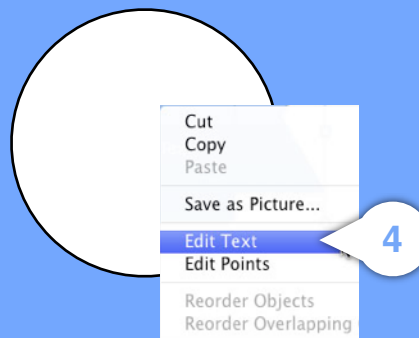 Cut
Copy
Paste
Save as Picture...
Edit Text
4
Edit Points
Reorder Objects
Reorder Overlapping